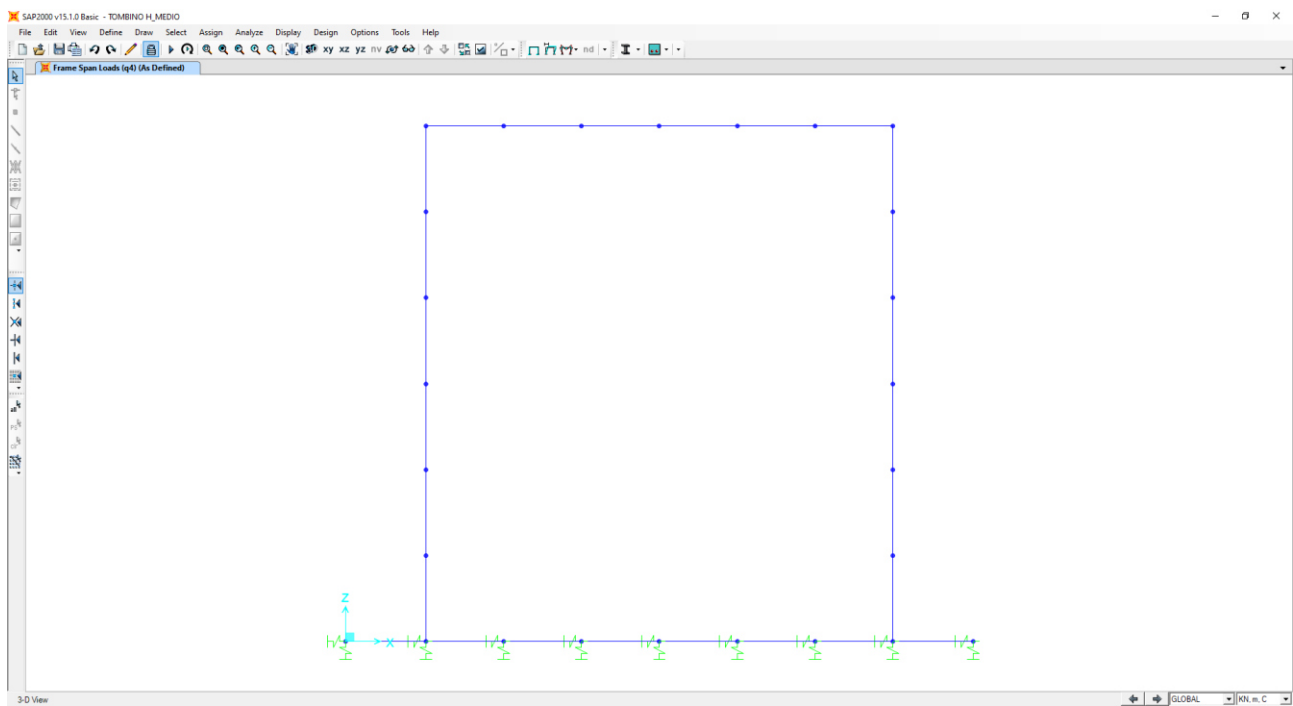 SAP2000 v15.1.0 Basic - TOMBINO H_MEDIO
File Edit View Define Draw Select Assign Analyze Display Design Options Tools Help
3D xy xz yz nv nd
Frame Span Loads (q4) (As Defined)
Z
X
3-D View GLOBAL KN, m, C